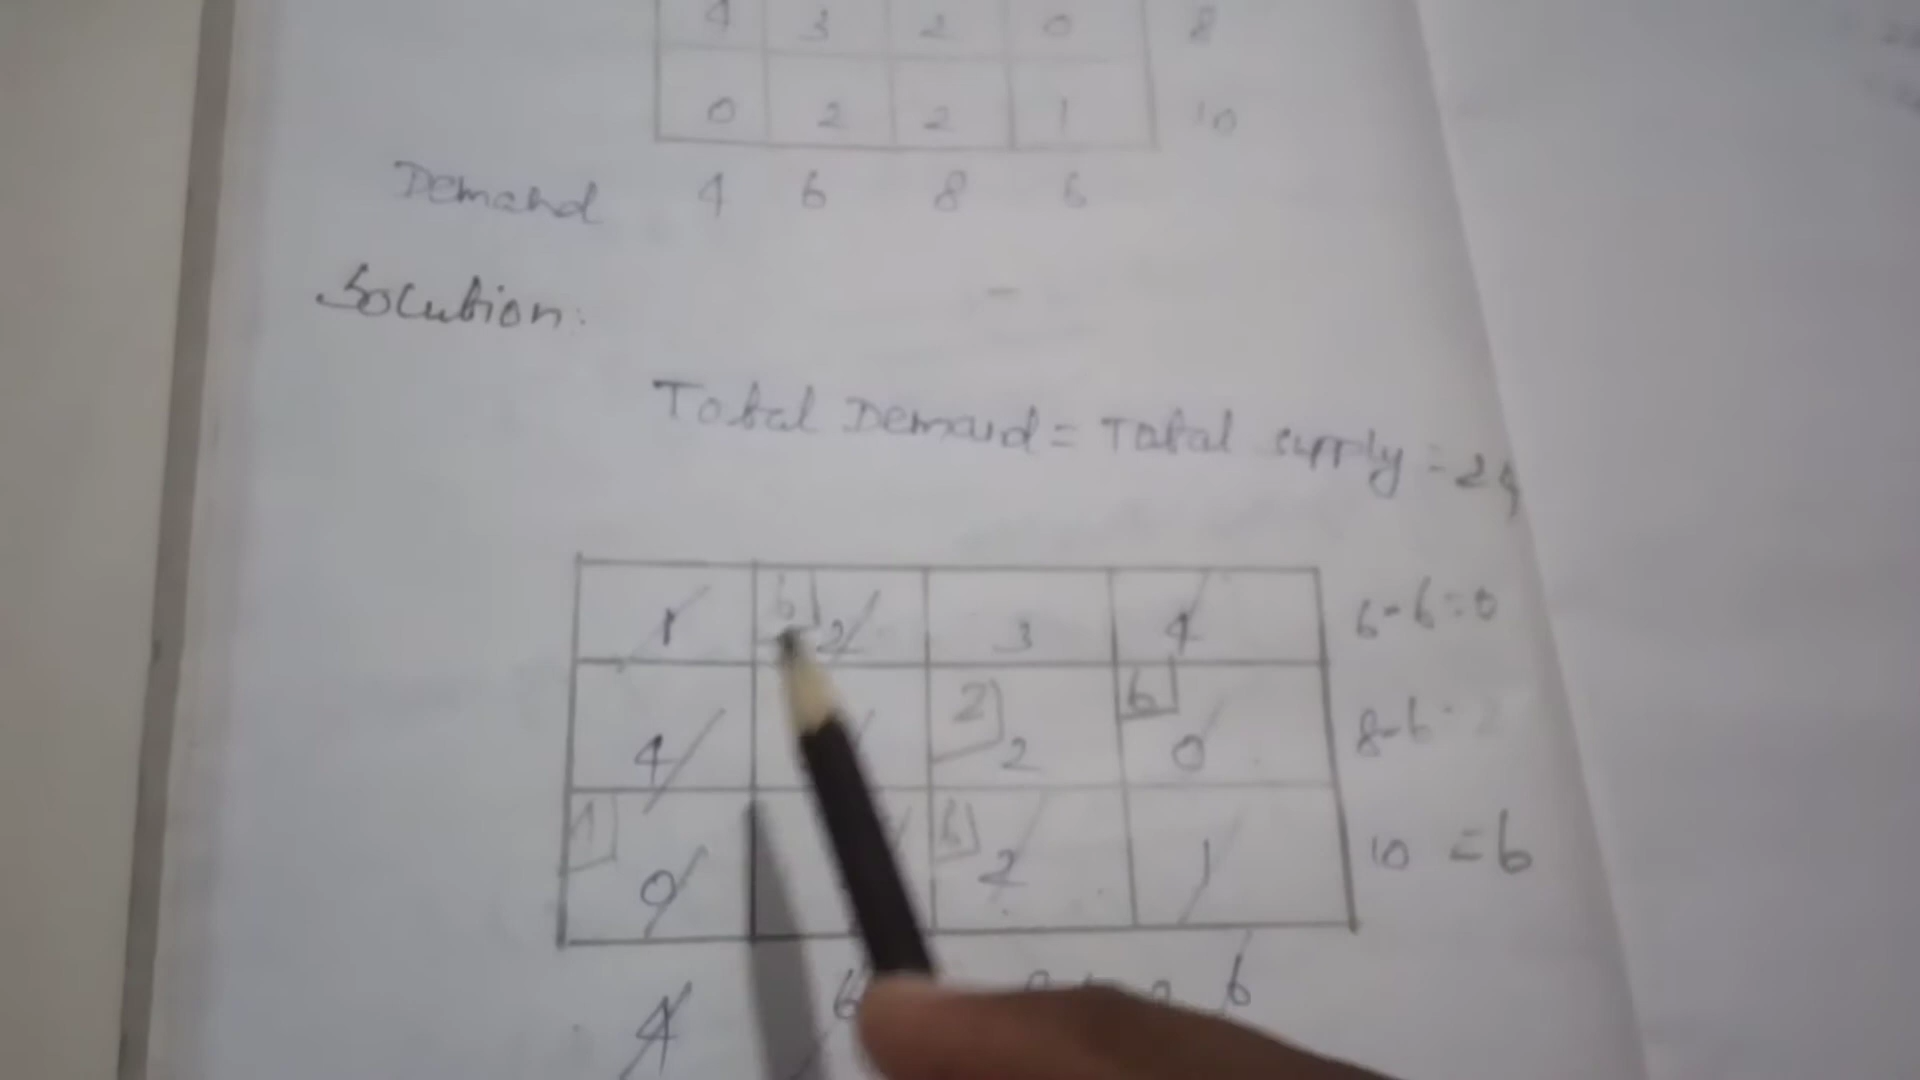 4 3 2 0 8
0 2 2 1 10
Demand 4 6 8 6
Solution:
Total Demand = Total supply = 24
1 6 2 3 4 6-6=0
4 2 2 6 0 8-6
4 0 6 2 1 10 =6
4 6 6